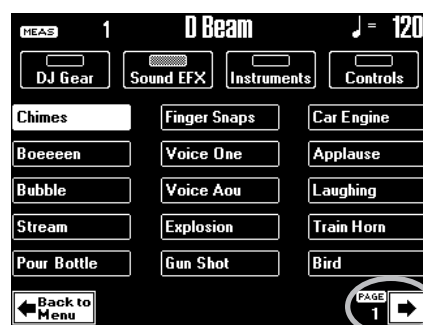 MEAS 1 D Beam ♩= 120
DJ Gear Sound EFX Instruments Controls
Chimes Finger Snaps Car Engine
Boeeeen Voice One Applause
Bubble Voice Aou Laughing
Stream Explosion Train Horn
Pour Bottle Gun Shot Bird
Back to
Menu
PAGE
1